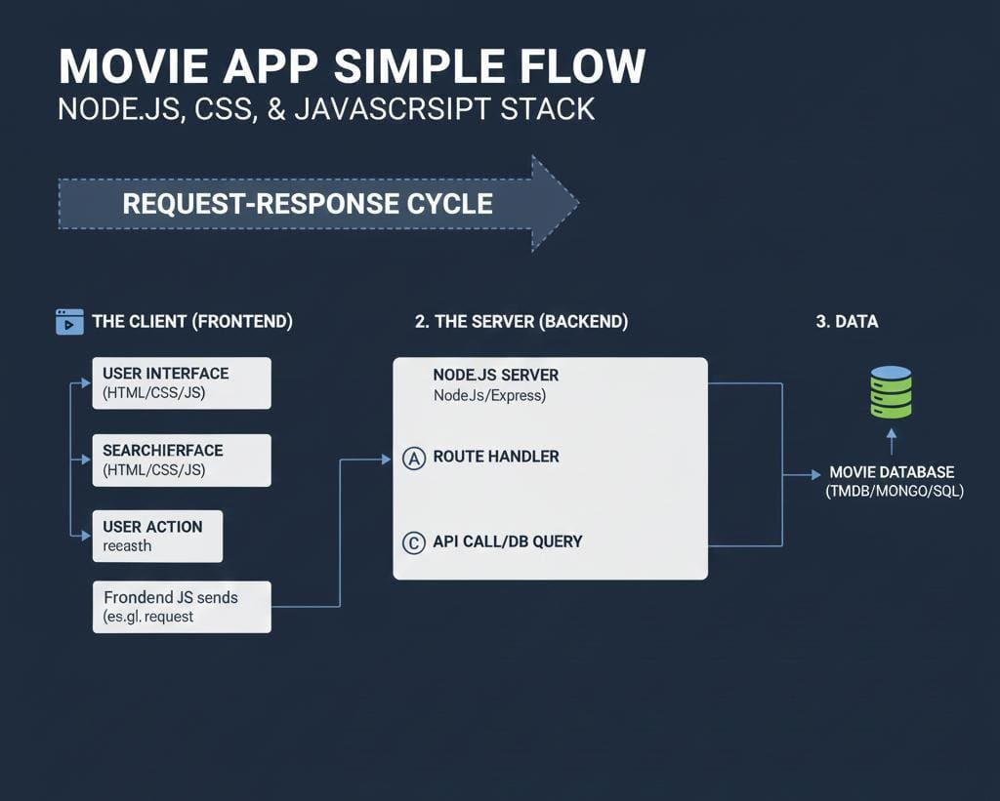 MOVIE APP SIMPLE FLOW
NODE.JS, CSS, & JAVASCRSIPT STACK
REQUEST-RESPONSE CYCLE
THE CLIENT (FRONTEND)
USER INTERFACE
(HTML/CSS/JS)
SEARCHIFRFACE
(HTML/CSS/JS)
USER ACTION
reeasth
Frondend JS sends
(es.gl. request
2. THE SERVER (BACKEND)
NODE.JS SERVER
NodeJs/Express)
A ROUTE HANDLER
C API CALL/DB QUERY
3. DATA
MOVIE DATABASE
(TMDB/MONGO/SQL)